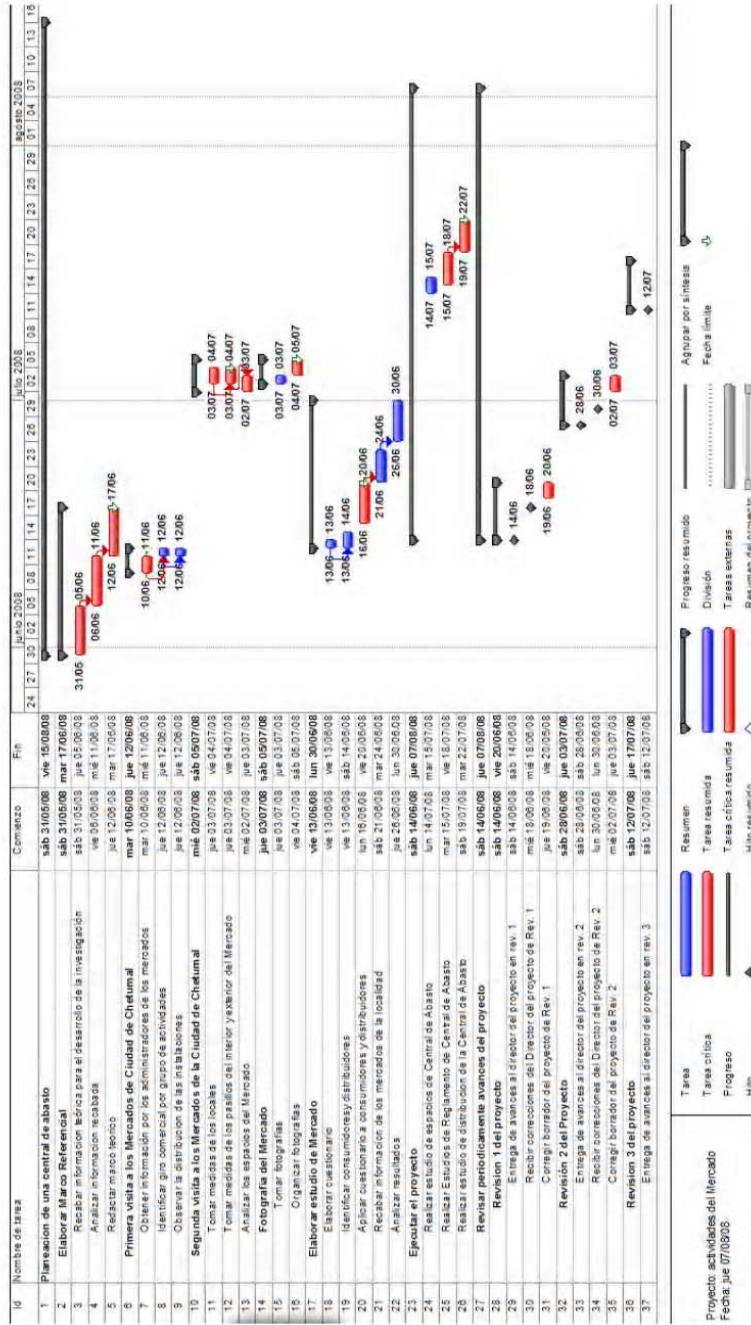 Id Nombre de tarea Comienzo Fin
junio 2008 julio 2008 agosto 2008
24 27 30 02 05 08 11 14 17 20 23 26 29 02 05 08 11 14 17 20 23 26 29 01 04 07 10 13 16
1 Planeacion de una central de abasto sáb 31/05/08 vie 15/08/08
2 Elaborar Marco Referencial sáb 31/05/08 mar 17/06/08
3 Recabar informacion teórica para el desarrollo de la investigación sáb 31/05/08 jue 05/06/08 31/05 05/06
4 Analizar informacion recabada vie 06/06/08 mié 11/06/08 06/06 11/06
5 Redactar marco teorico jue 12/06/08 mar 17/06/08 12/06 17/06
6 Primera visita a los Mercados de Ciudad de Chetumal mar 10/06/08 jue 12/06/08
7 Obtener información por los administradores de los mercados mar 10/06/08 mié 11/06/08 10/06 11/06
8 Identificar giro comercial por grupo de actividades jue 12/06/08 jue 12/06/08 12/06 12/06
9 Observar la distribucion de las instalaciones jue 12/06/08 jue 12/06/08 12/06 12/06
10 Segunda visita a los Mercados de la Ciudad de Chetumal mié 02/07/08 sáb 05/07/08
11 Tomar medidas de los locales jue 03/07/08 vie 04/07/08 03/07 04/07
12 Tomar medidas de los pasillos del interior y exterior del Mercado jue 03/07/08 vie 04/07/08 03/07 04/07
13 Analizar los espacios del Mercado mié 02/07/08 jue 03/07/08 02/07 03/07
14 Fotografia del Mercado jue 03/07/08 sáb 05/07/08
15 Tomar fotografias jue 03/07/08 jue 03/07/08 03/07 03/07
16 Organizar fotografias vie 04/07/08 sáb 05/07/08 04/07 05/07
17 Elaborar estudio de Mercado vie 13/06/08 lun 30/06/08
18 Elaborar cuestionario vie 13/06/08 vie 13/06/08 13/06 13/06
19 Identificar consumidores y distribuidores vie 13/06/08 sáb 14/06/08 13/06 14/06
20 Aplicar cuestionario a consumidores y distribuidores lun 16/06/08 vie 20/06/08 16/06 20/06
21 Recabar informacion de los mercados de la localidad sáb 21/06/08 mar 24/06/08 21/06 24/06
22 Analizar resultados jue 26/06/08 lun 30/06/08 26/06 30/06
23 Ejecutar el proyecto sáb 14/06/08 jue 07/08/08
24 Realizar estudio de espacios de Central de Abasto lun 14/07/08 mar 15/07/08 14/07 15/07
25 Realizar Estudios de Reglamento de Central de Abasto mar 15/07/08 vie 18/07/08 15/07 18/07
26 Realizar estudio de distribucion de la Central de Abasto sáb 19/07/08 mar 22/07/08 19/07 22/07
27 Revisar periodicamente avances del proyecto sáb 14/06/08 jue 07/08/08
28 Revision 1 del proyecto sáb 14/06/08 vie 20/06/08
29 Entrega de avances al director del proyecto en rev. 1 sáb 14/06/08 sáb 14/06/08 14/06
30 Recibir correcciones del Director del proyecto de Rev. 1 mié 18/06/08 mié 18/06/08 18/06
31 Corregir borrador del proyecto de Rev. 1 jue 19/06/08 vie 20/06/08 19/06 20/06
32 Revisión 2 del Proyecto sáb 28/06/08 jue 03/07/08
33 Entrega de avances al director del proyecto en rev. 2 sáb 28/06/08 sáb 28/06/08 28/06
34 Recibir correcciones del Director del proyecto de Rev. 2 lun 30/06/08 lun 30/06/08 30/06
35 Corregir borrador del proyecto de Rev. 2 mié 02/07/08 jue 03/07/08 02/07 03/07
36 Revision 3 del proyecto sáb 12/07/08 jue 17/07/08
37 Entrega de avances al director del proyecto en rev. 3 sáb 12/07/08 sáb 12/07/08 12/07
Proyecto: actividades del Mercado
Fecha: jue 07/08/08
Tarea Resumen Progreso resumido Agrupar por síntesis
Tarea crítica Tarea resumida División Fecha límite
Progreso Tarea crítica resumida Tareas externas
Hito Hito resumido Resumen del proyecto